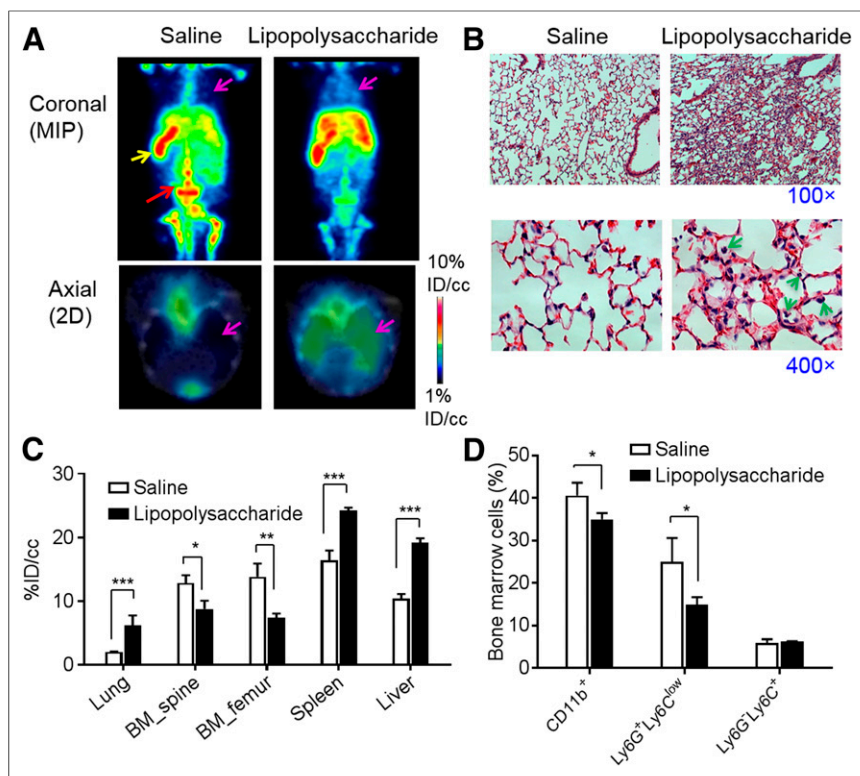 A
Saline
Lipopolysaccharide
Coronal
(MIP)
Axial
(2D)
10%
ID/cc
1%
ID/cc
B
Saline
Lipopolysaccharide
100×
400×
C
30
20
10
0
%ID/cc
Saline
Lipopolysaccharide
***
*
**
***
***
Lung
BM_spine
BM_femur
Spleen
Liver
D
50
40
30
20
10
0
Bone marrow cells (%)
Saline
Lipopolysaccharide
*
*
CD11b⁺
Ly6G⁺Ly6C^low
Ly6G⁻Ly6C⁺